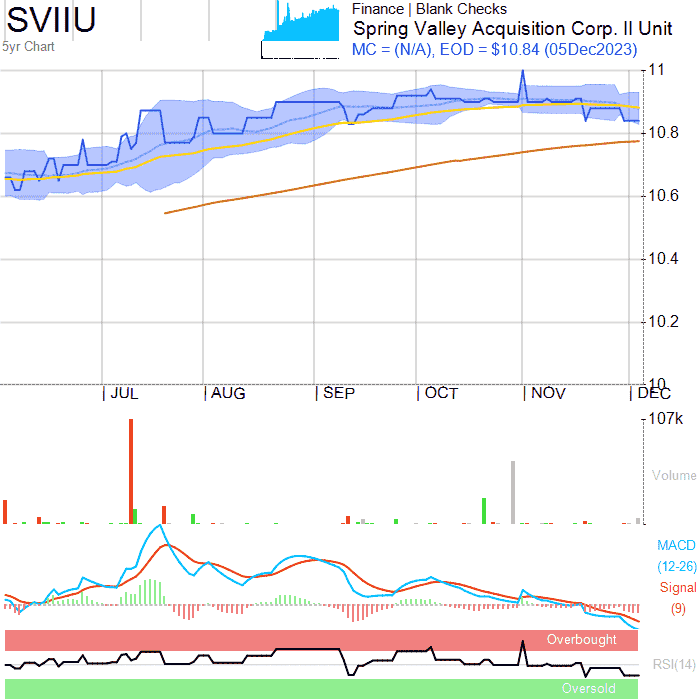 SVIIU
5yr Chart
Finance | Blank Checks
Spring Valley Acquisition Corp. II Unit
MC = (N/A), EOD = $10.84 (05Dec2023)
11
10.8
10.6
10.4
10.2
10
JUL AUG SEP OCT NOV DEC
107k
Volume
MACD
(12-26)
Signal
(9)
Overbought
RSI(14)
Oversold